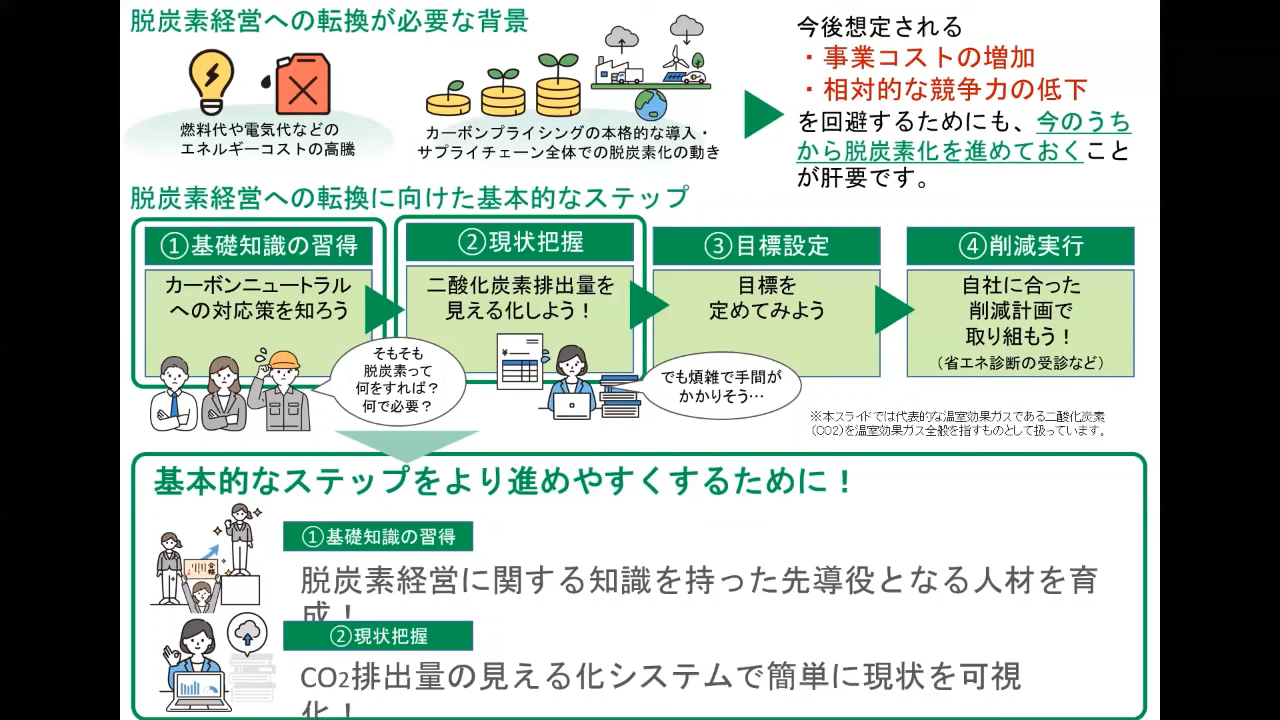 脱炭素経営への転換が必要な背景
燃料代や電気代などの
エネルギーコストの高騰
カーボンプライシングの本格的な導入・
サプライチェーン全体での脱炭素化の動き
今後想定される
・事業コストの増加
・相対的な競争力の低下
を回避するためにも、今のうち
から脱炭素化を進めておくこと
が肝要です。
脱炭素経営への転換に向けた基本的なステップ
①基礎知識の習得
カーボンニュートラル
への対応策を知ろう
そもそも
脱炭素って
何をすれば？
何で必要？
②現状把握
二酸化炭素排出量を
見える化しよう！
¥
でも煩雑で手間が
かかりそう…
③目標設定
目標を
定めてみよう
④削減実行
自社に合った
削減計画で
取り組もう！
（省エネ診断の受診など）
※本スライドでは代表的な温室効果ガスである二酸化炭素
（CO2）を温室効果ガス全般を指すものとして扱っています。
基本的なステップをより進めやすくするために！
合格
①基礎知識の習得
脱炭素経営に関する知識を持った先導役となる人材を育
成！
②現状把握
CO2排出量の見える化システムで簡単に現状を可視
化！